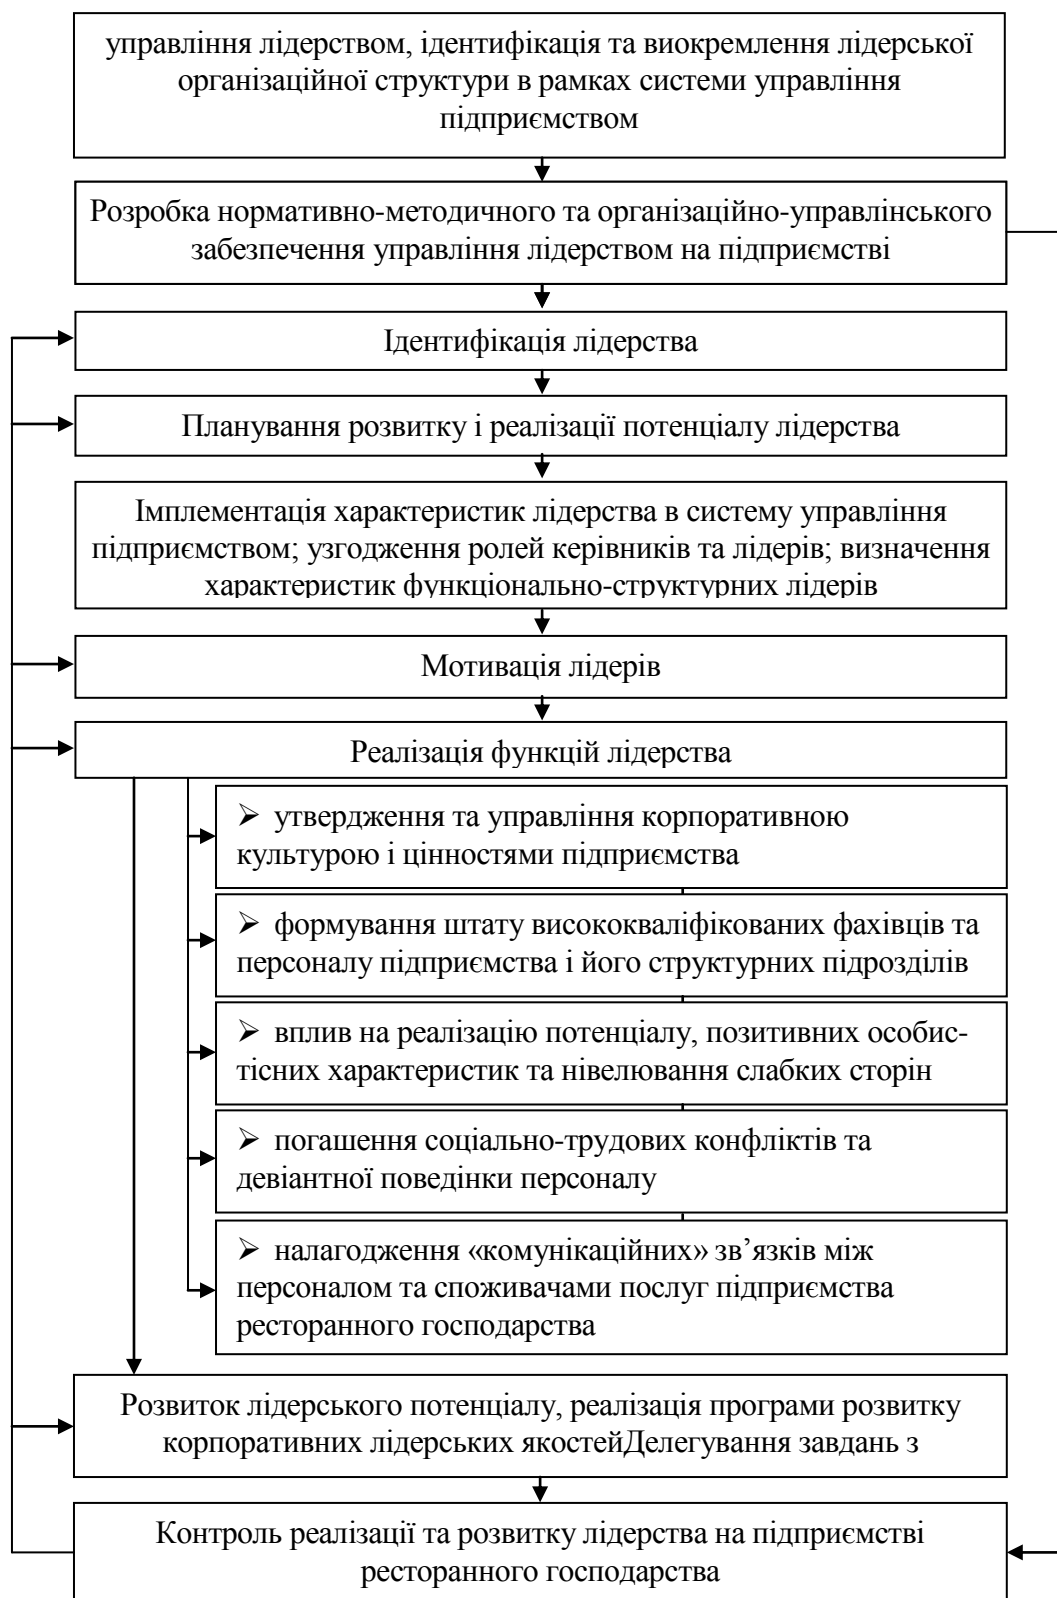 управління лідерством, ідентифікація та виокремлення лідерської
організаційної структури в рамках системи управління
підприємством
Розробка нормативно-методичного та організаційно-управлінського
забезпечення управління лідерством на підприємстві
Ідентифікація лідерства
Планування розвитку і реалізації потенціалу лідерства
Імплементація характеристик лідерства в систему управління
підприємством; узгодження ролей керівників та лідерів; визначення
характеристик функціонально-структурних лідерів
Мотивація лідерів
Реалізація функцій лідерства
➢ утвердження та управління корпоративною
культурою і цінностями підприємства
➢ формування штату висококваліфікованих фахівців та
персоналу підприємства і його структурних підрозділів
➢ вплив на реалізацію потенціалу, позитивних особис-
тісних характеристик та нівелювання слабких сторін
➢ погашення соціально-трудових конфліктів та
девіантної поведінки персоналу
➢ налагодження «комунікаційних» зв’язків між
персоналом та споживачами послуг підприємства
ресторанного господарства
Розвиток лідерського потенціалу, реалізація програми розвитку
корпоративних лідерських якостейДелегування завдань з
Контроль реалізації та розвитку лідерства на підприємстві
ресторанного господарства